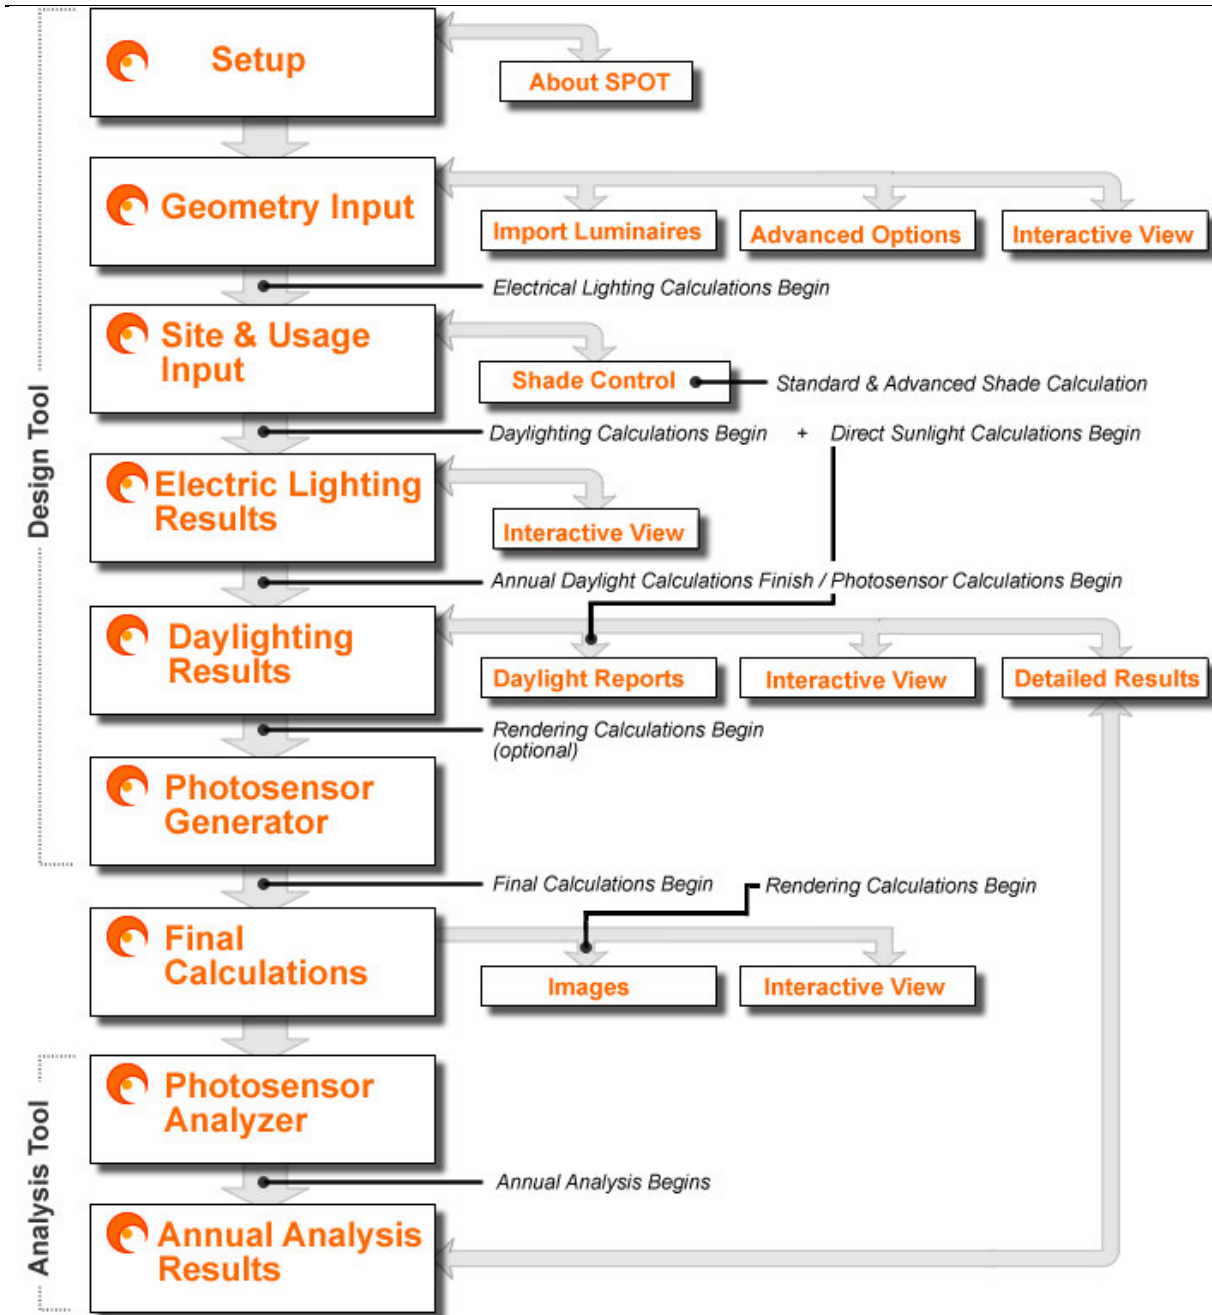 Setup
About SPOT
Geometry Input
Import Luminaires
Advanced Options
Interactive View
Electrical Lighting Calculations Begin
Site & Usage
Input
Shade Control
Standard & Advanced Shade Calculation
Daylighting Calculations Begin + Direct Sunlight Calculations Begin
Design Tool
Electric Lighting
Results
Interactive View
Annual Daylight Calculations Finish / Photosensor Calculations Begin
Daylighting
Results
Daylight Reports
Interactive View
Detailed Results
Rendering Calculations Begin
(optional)
Photosensor
Generator
Final Calculations Begin
Rendering Calculations Begin
Final
Calculations
Images
Interactive View
Photosensor
Analyzer
Analysis Tool
Annual Analysis Begins
Annual Analysis
Results